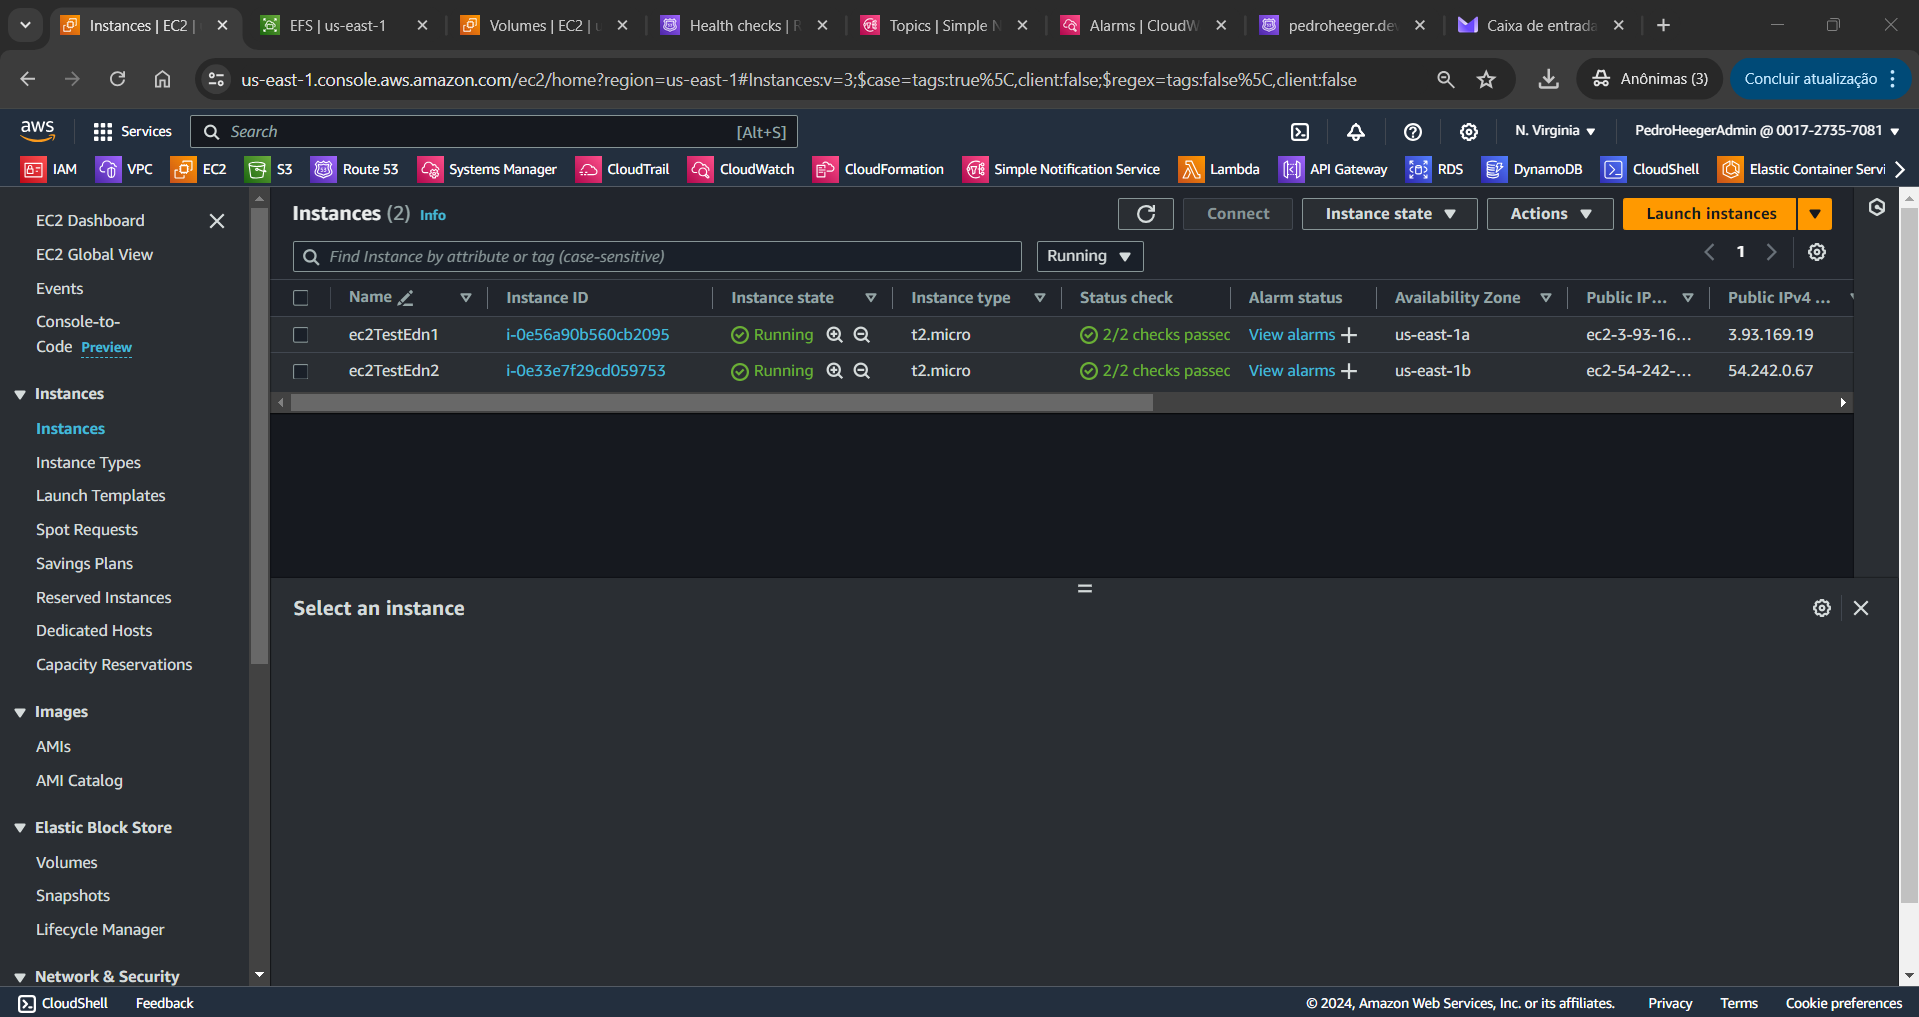 Instances | EC2 |
EFS | us-east-1
Volumes | EC2 | u
Health checks | R
Topics | Simple N
Alarms | CloudW
pedroheeger.dev
Caixa de entrada
us-east-1.console.aws.amazon.com/ec2/home?region=us-east-1#Instances:v=3;$case=tags:true%5C,client:false;$regex=tags:false%5C,client:false
Anônimas (3)
Concluir atualização
aws
Services
Search
[Alt+S]
N. Virginia
PedroHeegerAdmin @ 0017-2735-7081
IAM
VPC
EC2
S3
Route 53
Systems Manager
CloudTrail
CloudWatch
CloudFormation
Simple Notification Service
Lambda
API Gateway
RDS
DynamoDB
CloudShell
Elastic Container Servi
EC2 Dashboard
EC2 Global View
Events
Console-to-
Code Preview
Instances
Instances
Instance Types
Launch Templates
Spot Requests
Savings Plans
Reserved Instances
Dedicated Hosts
Capacity Reservations
Images
AMIs
AMI Catalog
Elastic Block Store
Volumes
Snapshots
Lifecycle Manager
Network & Security
Instances (2) Info
Connect
Instance state
Actions
Launch instances
Find Instance by attribute or tag (case-sensitive)
Running
1
Name Instance ID Instance state Instance type Status check Alarm status Availability Zone Public IP... Public IPv4 ...
ec2TestEdn1 i-0e56a90b560cb2095 Running t2.micro 2/2 checks passec View alarms us-east-1a ec2-3-93-16... 3.93.169.19
ec2TestEdn2 i-0e33e7f29cd059753 Running t2.micro 2/2 checks passec View alarms us-east-1b ec2-54-242-... 54.242.0.67
Select an instance
CloudShell
Feedback
© 2024, Amazon Web Services, Inc. or its affiliates.
Privacy
Terms
Cookie preferences